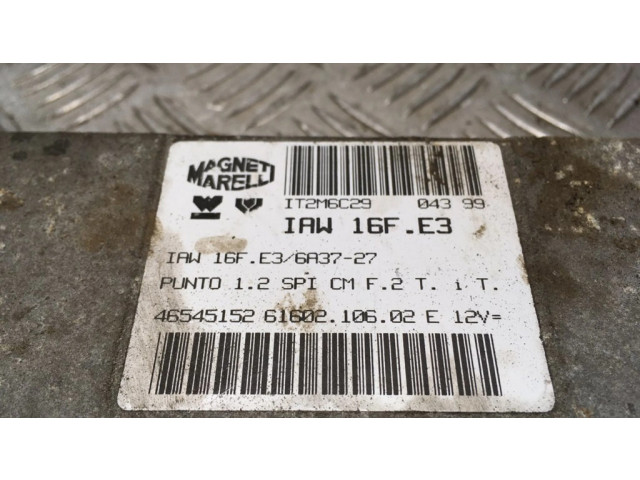 MAGNETI
MARELLI
IT2M6C29 043 99
IAW 16F.E3
IAW 16F.E3/6A37-27
PUNTO 1.2 SPI CM F.2 T. i T.
46545152 61602.106.02 E 12V=